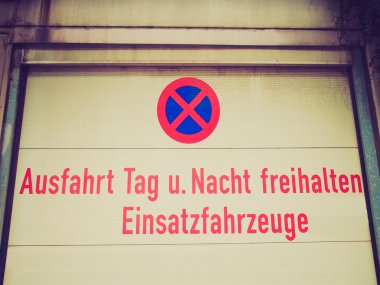 Ausfahrt Tag u. Nacht freihalten
Einsatzfahrzeuge